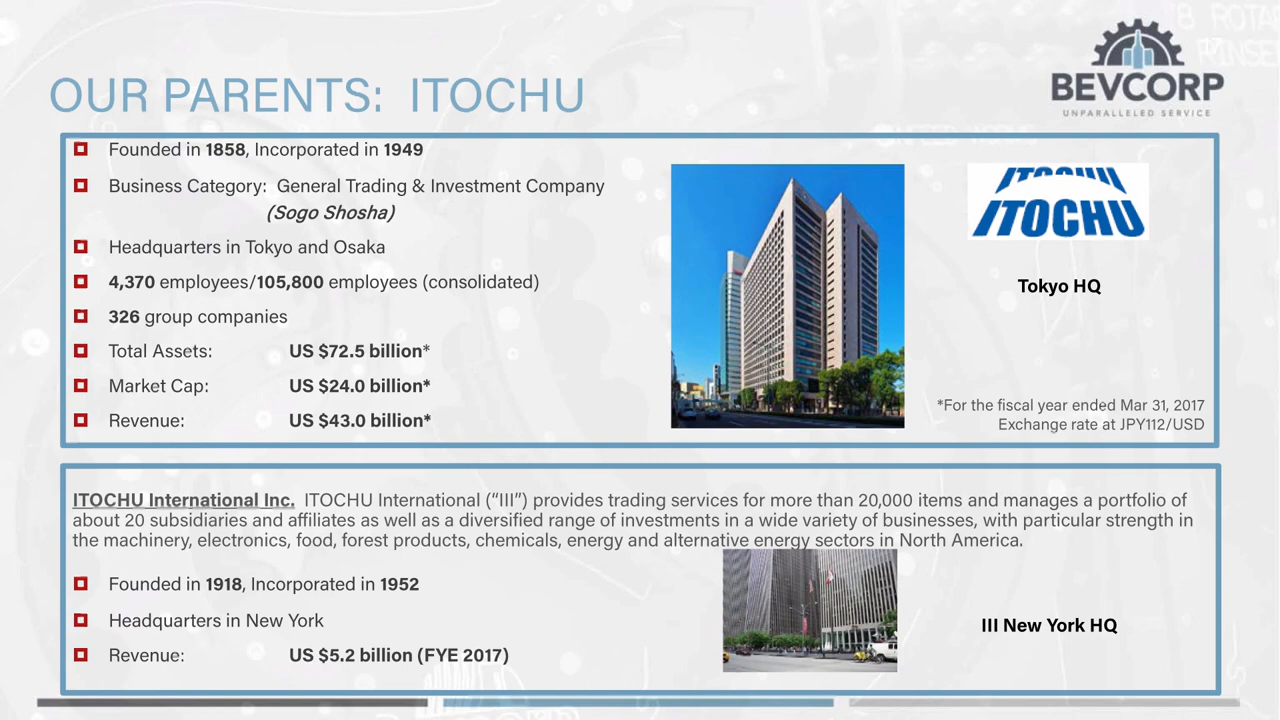 8 ROTA
RINSE
BEVCORP
UNPARALLELED SERVICE
OUR PARENTS: ITOCHU
Founded in 1858, Incorporated in 1949
Business Category: General Trading & Investment Company
(Sogo Shosha)
Headquarters in Tokyo and Osaka
4,370 employees/105,800 employees (consolidated)
326 group companies
Total Assets: US $72.5 billion*
Market Cap: US $24.0 billion*
Revenue: US $43.0 billion*
ITOCHU
ITOCHU
Tokyo HQ
*For the fiscal year ended Mar 31, 2017
Exchange rate at JPY112/USD
ITOCHU International Inc. ITOCHU International (“III”) provides trading services for more than 20,000 items and manages a portfolio of
about 20 subsidiaries and affiliates as well as a diversified range of investments in a wide variety of businesses, with particular strength in
the machinery, electronics, food, forest products, chemicals, energy and alternative energy sectors in North America.
Founded in 1918, Incorporated in 1952
Headquarters in New York
Revenue: US $5.2 billion (FYE 2017)
III New York HQ